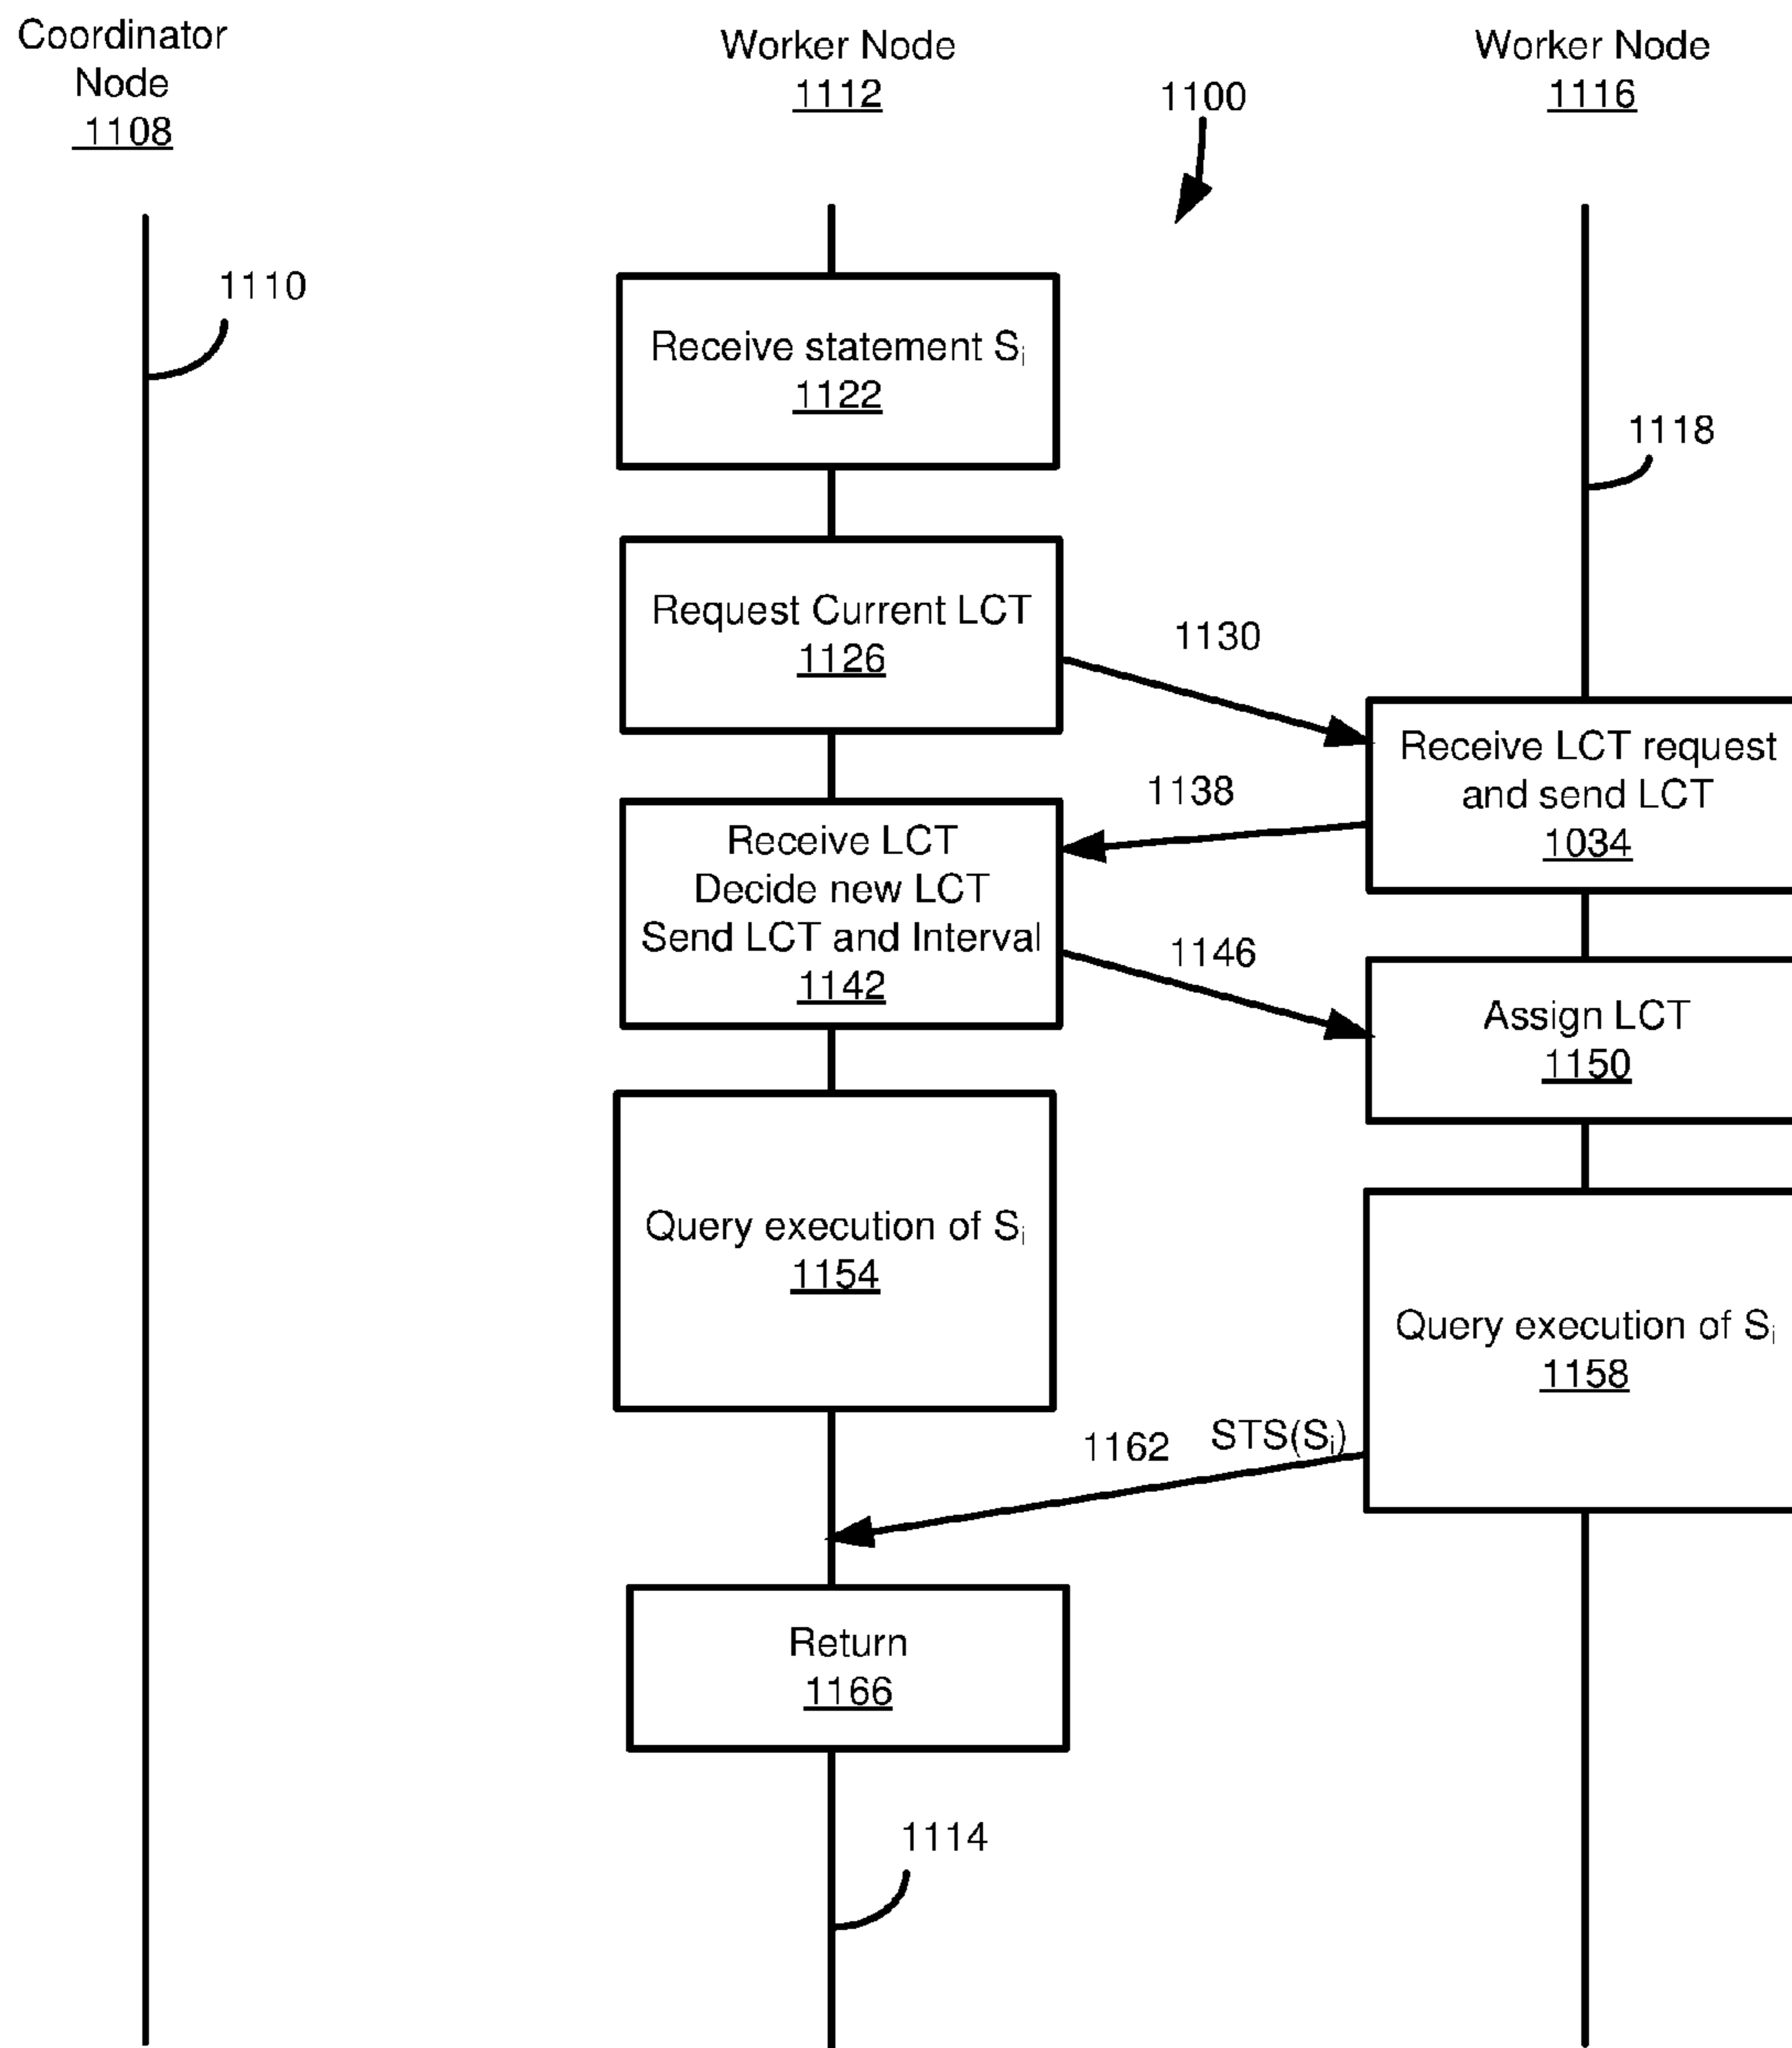 Coordinator
Node
1108
Worker Node
1112
1100
Worker Node
1116
1110
Receive statement Si
1122
1118
Request Current LCT
1126
1130
Receive LCT request
and send LCT
1034
1138
Receive LCT
Decide new LCT
Send LCT and Interval
1142
1146
Assign LCT
1150
Query execution of Si
1154
Query execution of Si
1158
1162
STS(Si)
Return
1166
1114